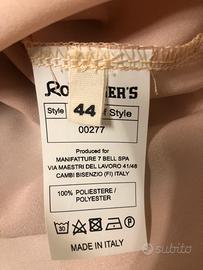 RO   ER'S
Style 44 of Style
00277
Produced for
MANIFATTURE 7 BELL SPA
VIA MAESTRI DEL LAVORO 41/48
CAMBI BISENZIO (FI) ITALY
100% POLIESTERE /
POLYESTER
30
MADE IN ITALY
subito